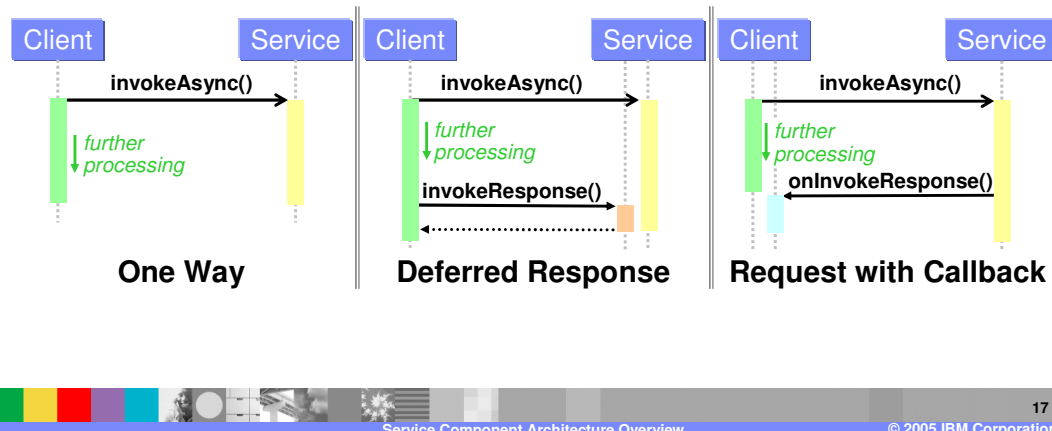 Client
Service
invokeAsync()
further
processing
One Way
Client
Service
invokeAsync()
further
processing
invokeResponse()
Deferred Response
Client
Service
invokeAsync()
further
processing
onInvokeResponse()
Request with Callback
17
Service Component Architecture Overview
© 2005 IBM Corporation